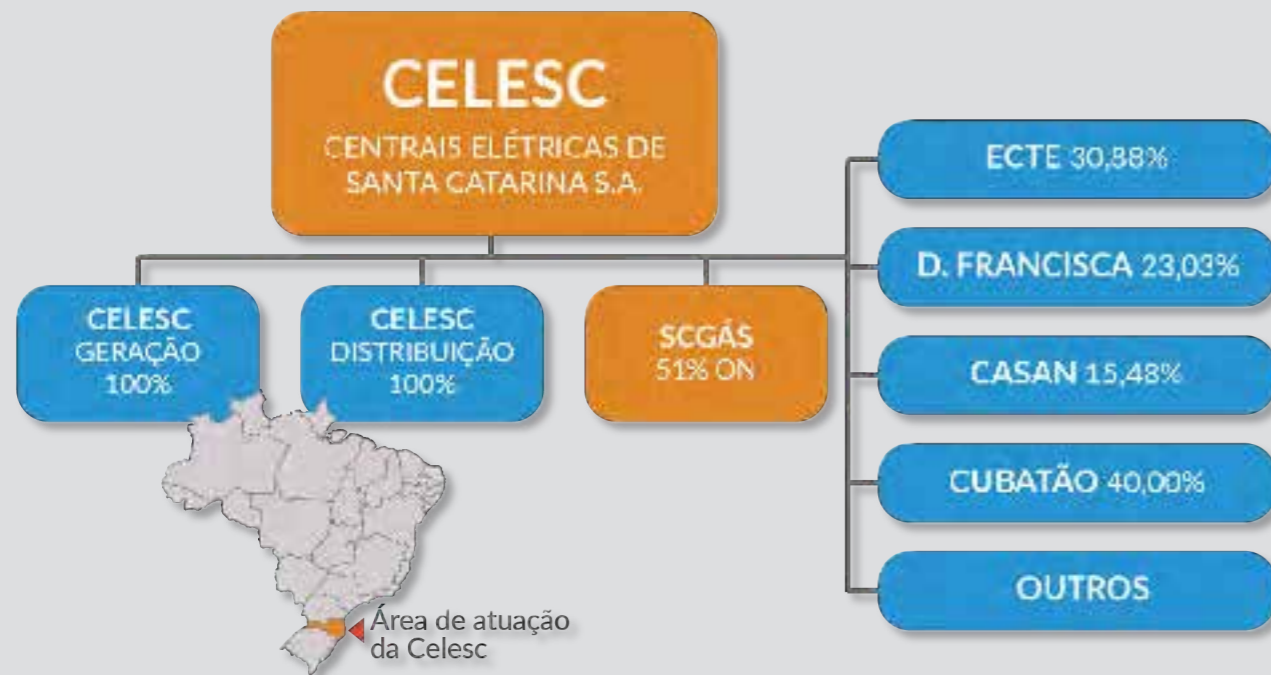 CELESC
CENTRAIS ELÉTRICAS DE
SANTA CATARINA S.A.
CELESC
GERAÇÃO
100%
CELESC
DISTRIBUIÇÃO
100%
SCGÁS
51% ON
ECTE 30,88%
D. FRANCISCA 23,03%
CASAN 15,48%
CUBATÃO 40,00%
OUTROS
Área de atuação
da Celesc